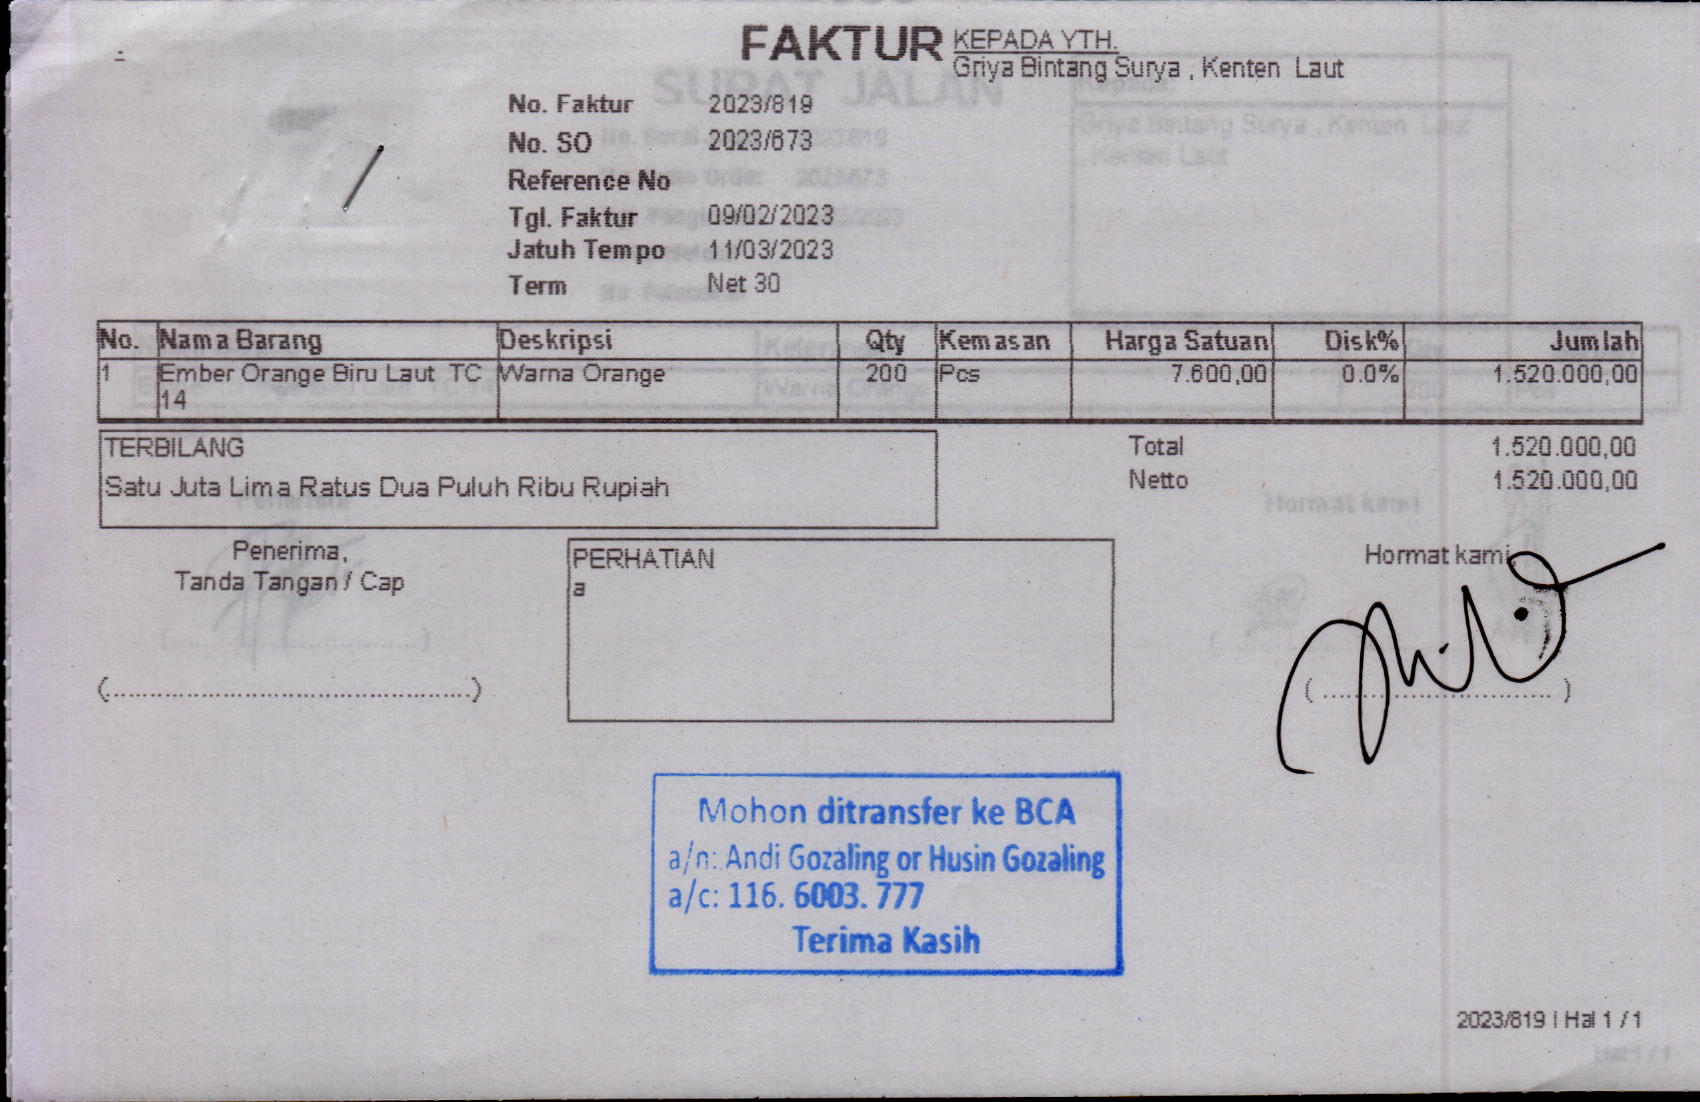 FAKTUR
KEPADA YTH.
Griya Bintang Surya , Kenten Laut
No. Faktur 2023/819
No. SO 2023/673
Reference No
Tgl. Faktur 09/02/2023
Jatuh Tempo 11/03/2023
Term Net 30
No. Nama Barang Deskripsi Qty Kemasan Harga Satuan Disk% Jumlah
1 Ember Orange Biru Laut TC Warna Orange 200 Pcs 7.600,00 0.0% 1.520.000,00
14
TERBILANG
Satu Juta Lima Ratus Dua Puluh Ribu Rupiah
Total 1.520.000,00
Netto 1.520.000,00
Penerima,
Tanda Tangan / Cap
(..................................................)
PERHATIAN
a
Hormat kami,
(................................)
Mohon ditransfer ke BCA
a/n: Andi Gozaling or Husin Gozaling
a/c: 116. 6003. 777
Terima Kasih
2023/819 | Hal 1 / 1